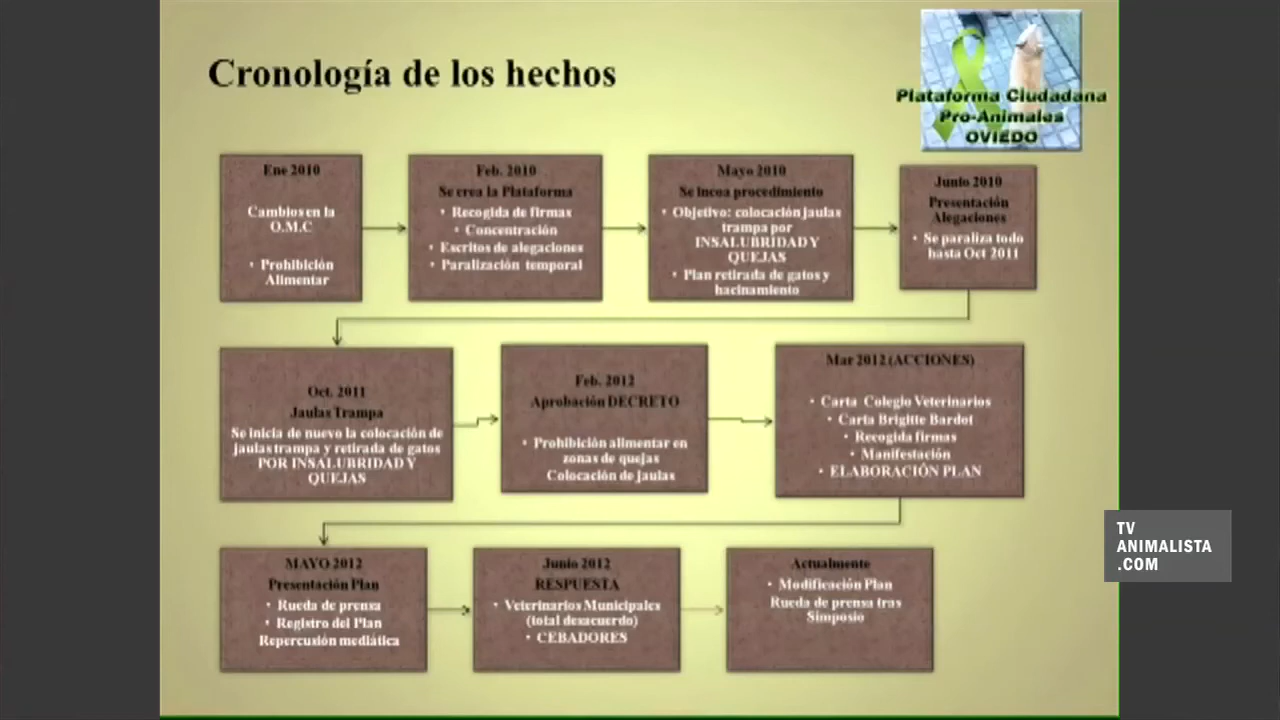 Cronología de los hechos
Plataforma Ciudadana
Pro-Animales
OVIEDO
Ene 2010
Cambios en la
O.M.C
• Prohibición
Alimentar
Feb. 2010
Se crea la Plataforma
• Recogida de firmas
• Concentración
• Escritos de alegaciones
• Paralización temporal
Mayo 2010
Se incoa procedimiento
• Objetivo: colocación jaulas
trampa por
INSALUBRIDAD Y
QUEJAS
• Plan retirada de gatos y
hacinamiento
Junio 2010
Presentación
Alegaciones
• Se paraliza todo
hasta Oct 2011
Oct. 2011
Jaulas Trampa
Se inicia de nuevo la colocación de
jaulas trampa y retirada de gatos
POR INSALUBRIDAD Y
QUEJAS
Feb. 2012
Aprobación DECRETO
• Prohibición alimentar en
zonas de quejas
Colocación de jaulas
Mar 2012 (ACCIONES)
• Carta Colegio Veterinarios
• Carta Brigitte Bardot
• Recogida firmas
• Manifestación
• ELABORACIÓN PLAN
MAYO 2012
Presentación Plan
• Rueda de prensa
• Registro del Plan
Repercusión mediática
Junio 2012
RESPUESTA
• Veterinarios Municipales
(total desacuerdo)
• CEBADORES
Actualmente
• Modificación Plan
Rueda de prensa tras
Simposio
TV
ANIMALISTA
.COM